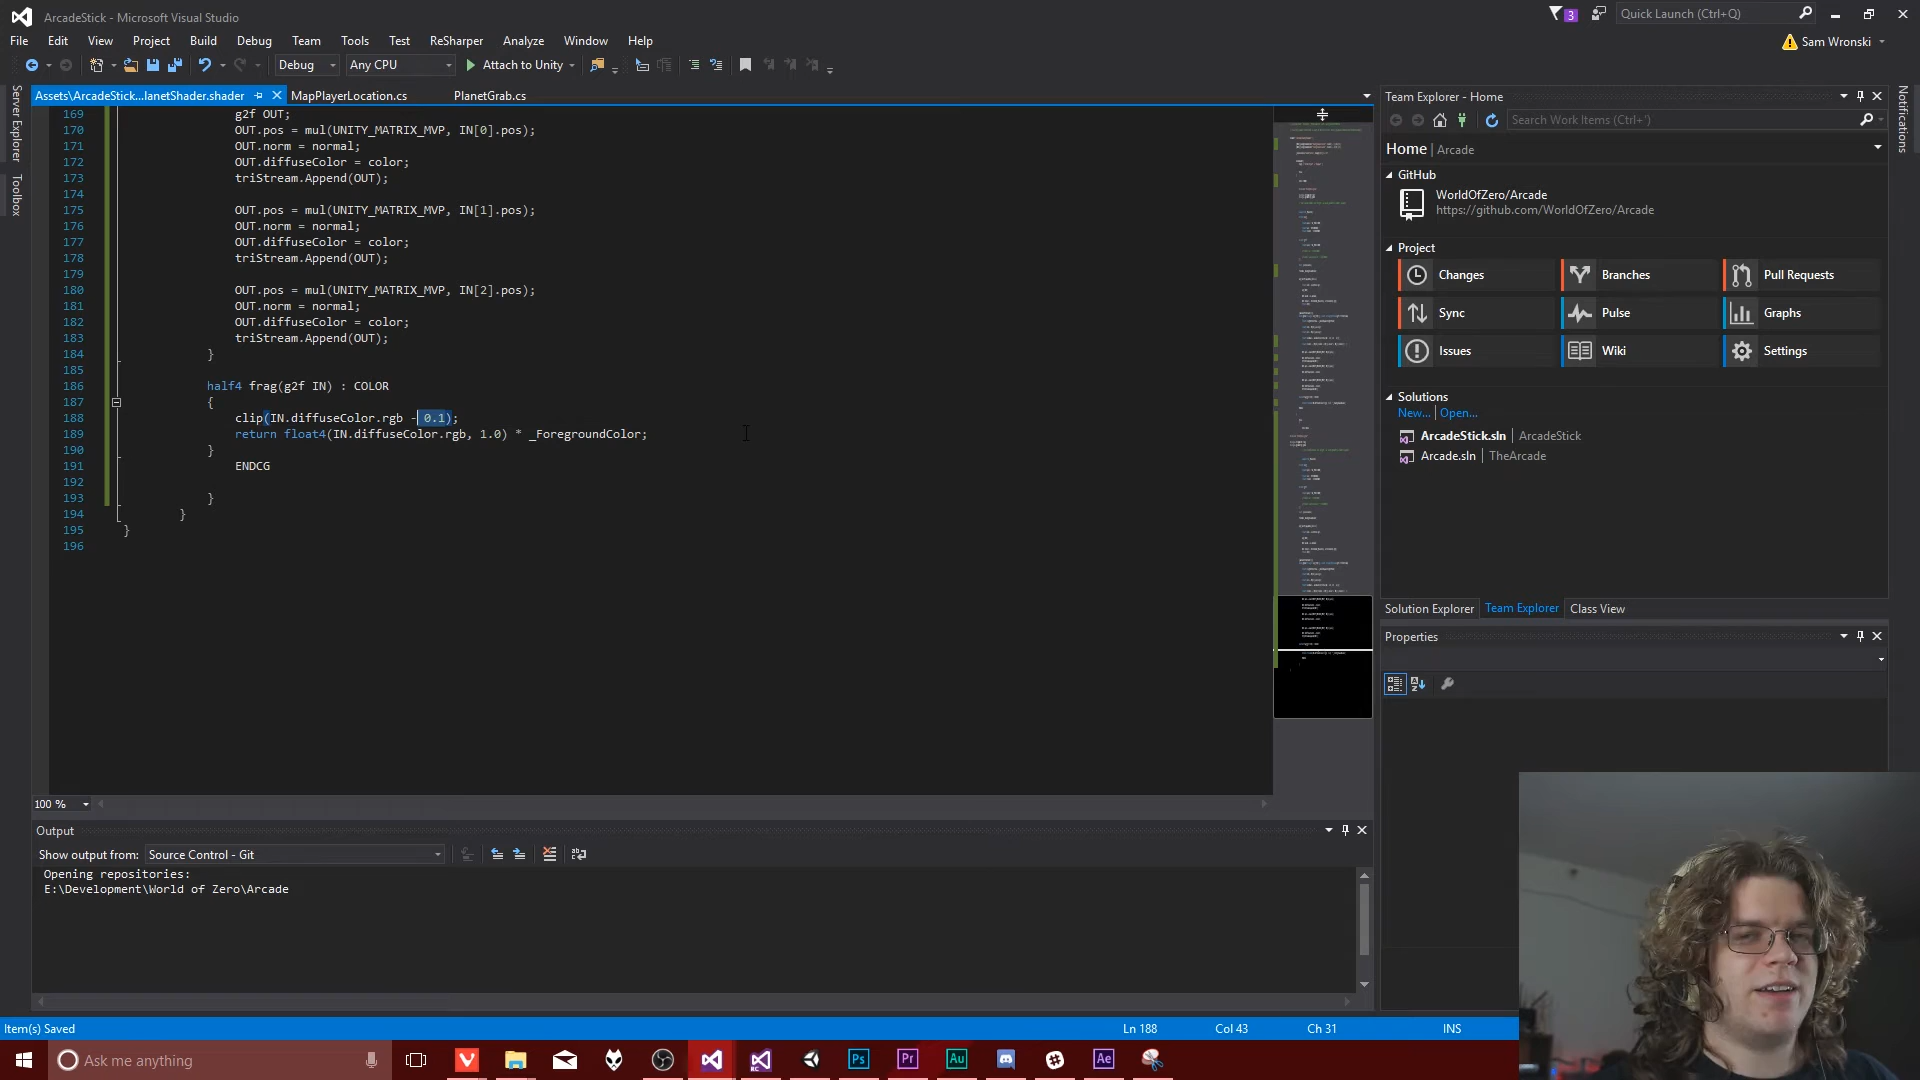 ArcadeStick - Microsoft Visual Studio
3
Quick Launch (Ctrl+Q)
File Edit View Project Build Debug Team Tools Test ReSharper Analyze Window Help
Sam Wronski
Debug Any CPU Attach to Unity
Server Explorer
Toolbox
Notifications
Assets\ArcadeStick...lanetShader.shader MapPlayerLocation.cs PlanetGrab.cs
169 g2f OUT;
170 OUT.pos = mul(UNITY_MATRIX_MVP, IN[0].pos);
171 OUT.norm = normal;
172 OUT.diffuseColor = color;
173 triStream.Append(OUT);
174
175 OUT.pos = mul(UNITY_MATRIX_MVP, IN[1].pos);
176 OUT.norm = normal;
177 OUT.diffuseColor = color;
178 triStream.Append(OUT);
179
180 OUT.pos = mul(UNITY_MATRIX_MVP, IN[2].pos);
181 OUT.norm = normal;
182 OUT.diffuseColor = color;
183 triStream.Append(OUT);
184 }
185
186 half4 frag(g2f IN) : COLOR
187 {
188 clip(IN.diffuseColor.rgb - 0.1);
189 return float4(IN.diffuseColor.rgb, 1.0) * _ForegroundColor;
190 }
191 ENDCG
192
193 }
194 }
195 }
196
100 %
Output
Show output from: Source Control - Git
Opening repositories:
E:\Development\World of Zero\Arcade
Team Explorer - Home
Search Work Items (Ctrl+')
Home | Arcade
GitHub
WorldOfZero/Arcade
https://github.com/WorldOfZero/Arcade
Project
Changes Branches Pull Requests
Sync Pulse Graphs
Issues Wiki Settings
Solutions
New... | Open...
ArcadeStick.sln | ArcadeStick
Arcade.sln | TheArcade
Solution Explorer Team Explorer Class View
Properties
Item(s) Saved Ln 188 Col 43 Ch 31 INS
Ask me anything
Ps Pr Au Ae